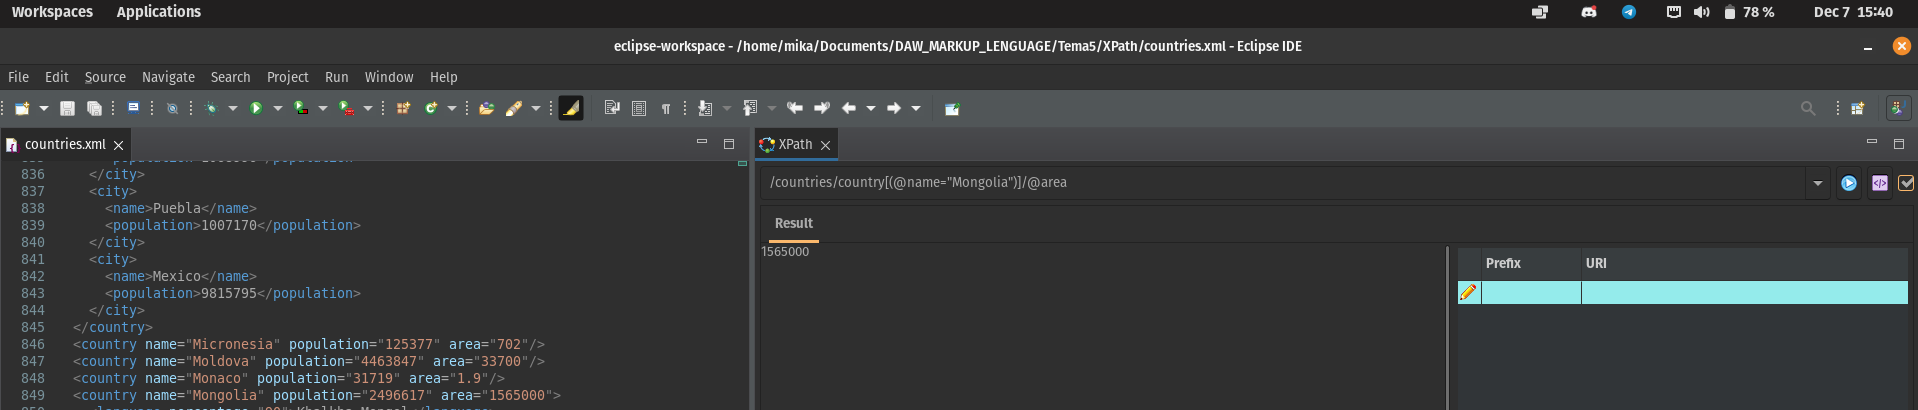 Workspaces Applications 78 % Dec 7 15:40
eclipse-workspace - /home/mika/Documents/DAW_MARKUP_LENGUAGE/Tema5/XPath/countries.xml - Eclipse IDE
File Edit Source Navigate Search Project Run Window Help
countries.xml
836 </city>
837 <city>
838 <name>Puebla</name>
839 <population>1007170</population>
840 </city>
841 <city>
842 <name>Mexico</name>
843 <population>9815795</population>
844 </city>
845 </country>
846 <country name="Micronesia" population="125377" area="702"/>
847 <country name="Moldova" population="4463847" area="33700"/>
848 <country name="Monaco" population="31719" area="1.9"/>
849 <country name="Mongolia" population="2496617" area="1565000">
XPath
/countries/country[(@name="Mongolia")]/@area
Result
1565000
Prefix URI